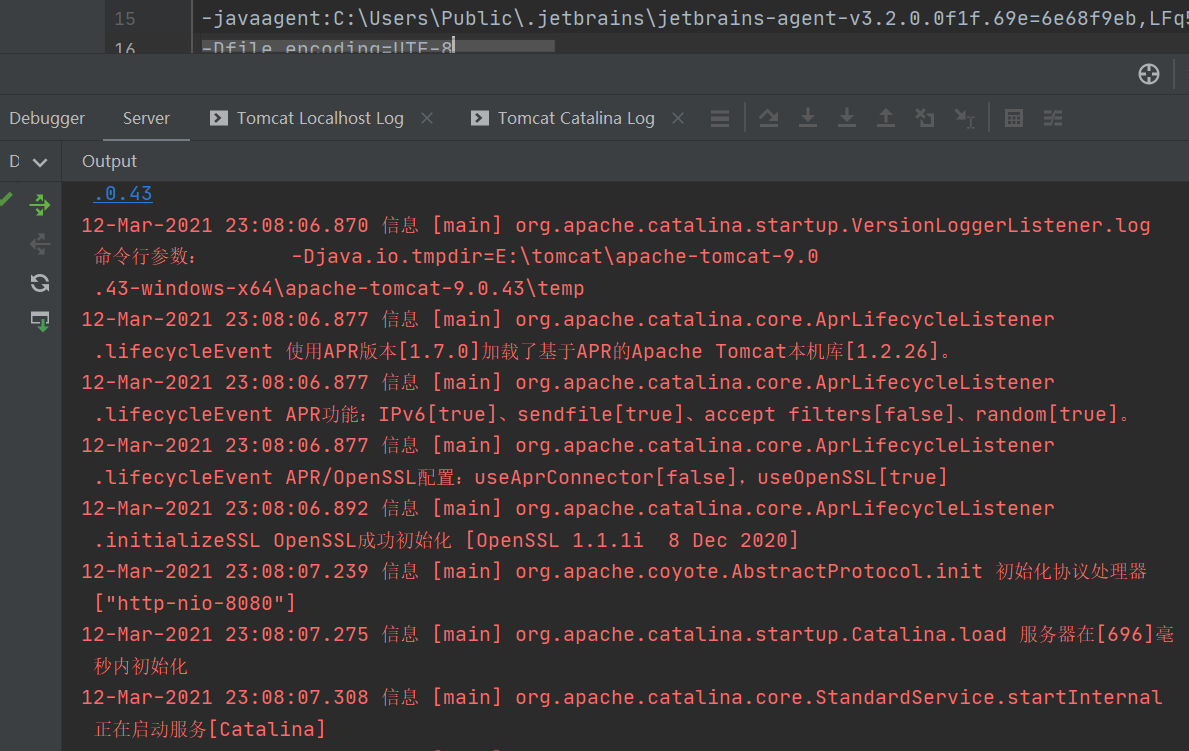 15 -javaagent:C:\Users\Public\.jetbrains\jetbrains-agent-v3.2.0.0f1f.69e=6e68f9eb,LFq5
16 -Dfile.encoding=UTF-8
Debugger Server Tomcat Localhost Log Tomcat Catalina Log
D Output
.0.43
12-Mar-2021 23:08:06.870 信息 [main] org.apache.catalina.startup.VersionLoggerListener.log
命令行参数: -Djava.io.tmpdir=E:\tomcat\apache-tomcat-9.0
.43-windows-x64\apache-tomcat-9.0.43\temp
12-Mar-2021 23:08:06.877 信息 [main] org.apache.catalina.core.AprLifecycleListener
.lifecycleEvent 使用APR版本[1.7.0]加载了基于APR的Apache Tomcat本机库[1.2.26]。
12-Mar-2021 23:08:06.877 信息 [main] org.apache.catalina.core.AprLifecycleListener
.lifecycleEvent APR功能：IPv6[true]、sendfile[true]、accept filters[false]、random[true]。
12-Mar-2021 23:08:06.877 信息 [main] org.apache.catalina.core.AprLifecycleListener
.lifecycleEvent APR/OpenSSL配置：useAprConnector[false]，useOpenSSL[true]
12-Mar-2021 23:08:06.892 信息 [main] org.apache.catalina.core.AprLifecycleListener
.initializeSSL OpenSSL成功初始化 [OpenSSL 1.1.1i  8 Dec 2020]
12-Mar-2021 23:08:07.239 信息 [main] org.apache.coyote.AbstractProtocol.init 初始化协议处理器
["http-nio-8080"]
12-Mar-2021 23:08:07.275 信息 [main] org.apache.catalina.startup.Catalina.load 服务器在[696]毫
秒内初始化
12-Mar-2021 23:08:07.308 信息 [main] org.apache.catalina.core.StandardService.startInternal
正在启动服务[Catalina]